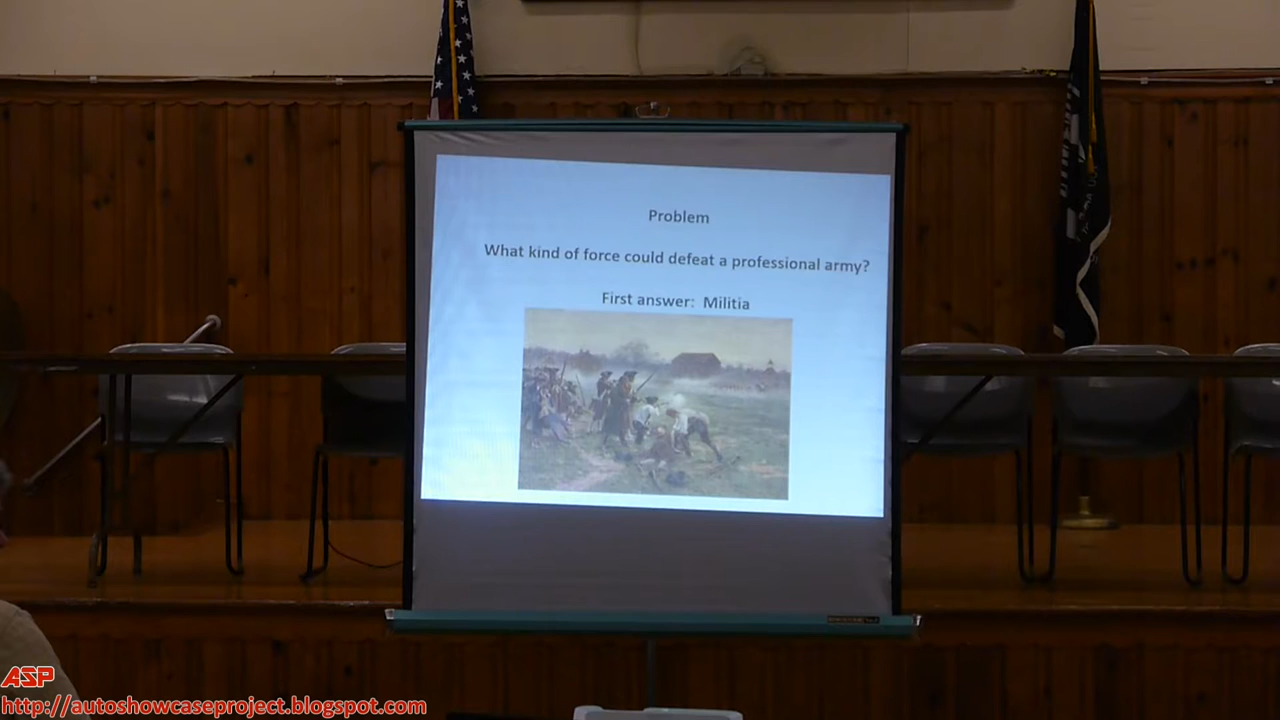 Problem
What kind of force could defeat a professional army?
First answer: Militia
ASP
http://autoshowcaseproject.blogspot.com